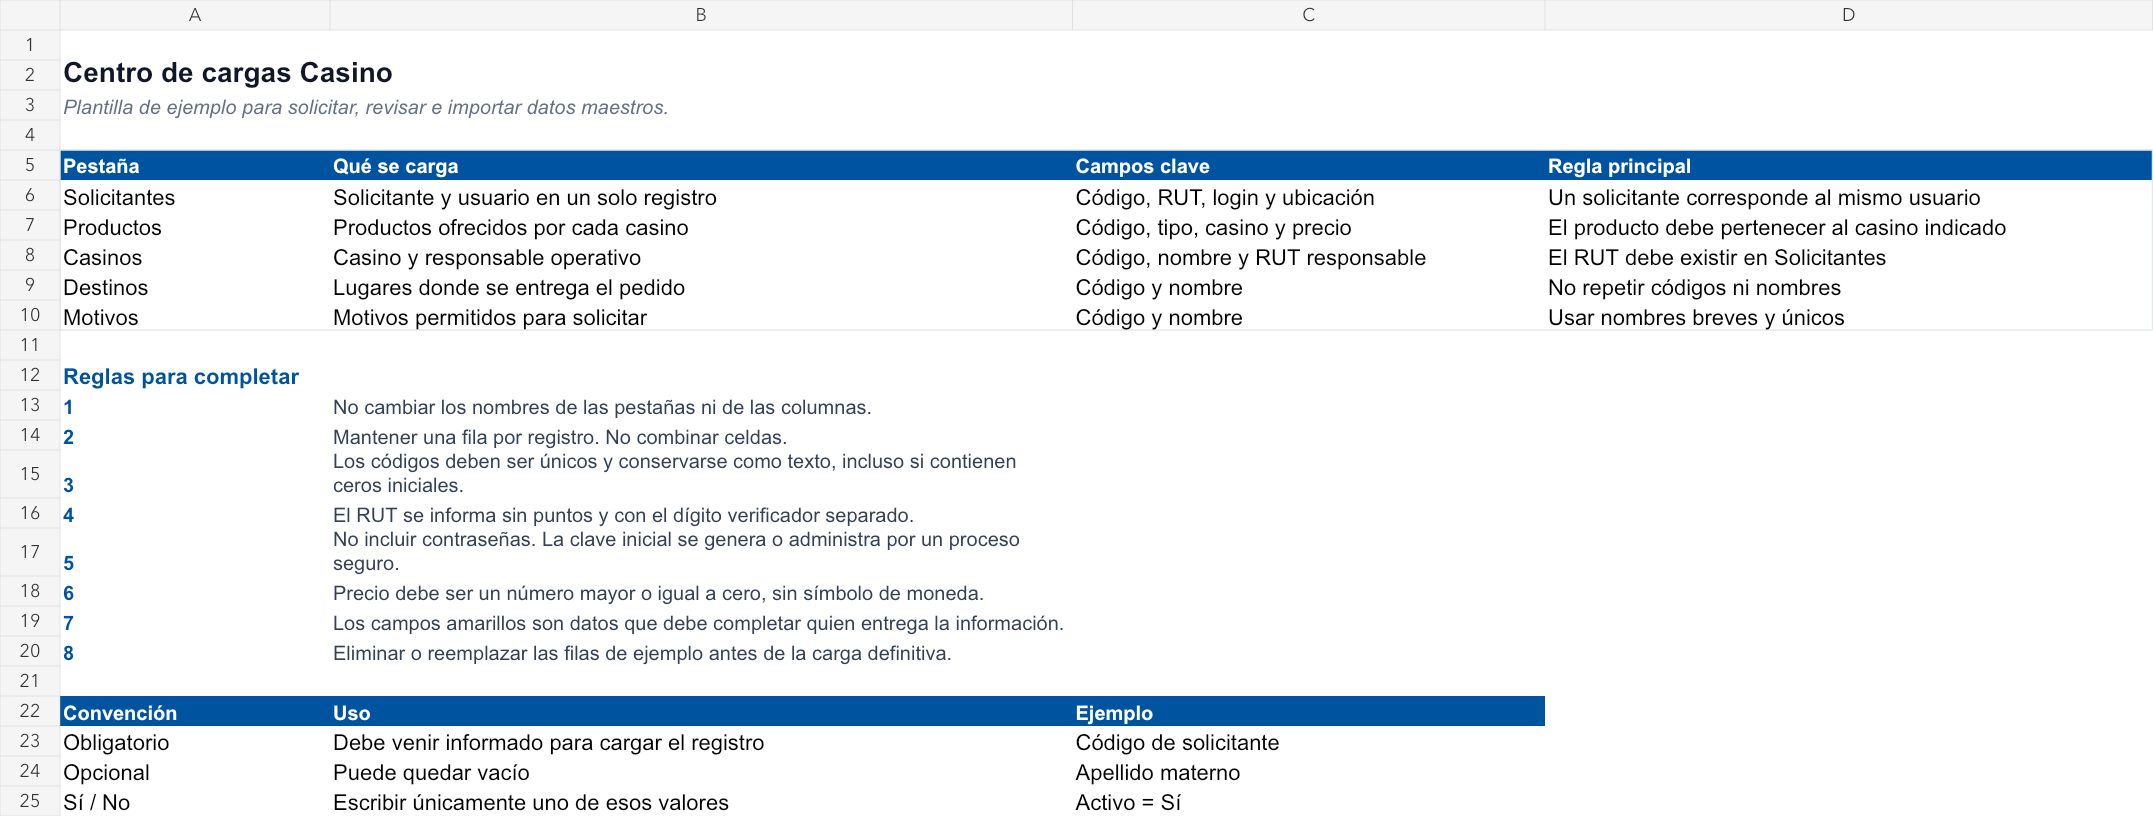 A B C D
1
2 Centro de cargas Casino
3 Plantilla de ejemplo para solicitar, revisar e importar datos maestros.
4
5 Pestaña Qué se carga Campos clave Regla principal
6 Solicitantes Solicitante y usuario en un solo registro Código, RUT, login y ubicación Un solicitante corresponde al mismo usuario
7 Productos Productos ofrecidos por cada casino Código, tipo, casino y precio El producto debe pertenecer al casino indicado
8 Casinos Casino y responsable operativo Código, nombre y RUT responsable El RUT debe existir en Solicitantes
9 Destinos Lugares donde se entrega el pedido Código y nombre No repetir códigos ni nombres
10 Motivos Motivos permitidos para solicitar Código y nombre Usar nombres breves y únicos
11
12 Reglas para completar
13 1 No cambiar los nombres de las pestañas ni de las columnas.
14 2 Mantener una fila por registro. No combinar celdas.
15 3 Los códigos deben ser únicos y conservarse como texto, incluso si contienen
ceros iniciales.
16 4 El RUT se informa sin puntos y con el dígito verificador separado.
17 5 No incluir contraseñas. La clave inicial se genera o administra por un proceso
seguro.
18 6 Precio debe ser un número mayor o igual a cero, sin símbolo de moneda.
19 7 Los campos amarillos son datos que debe completar quien entrega la información.
20 8 Eliminar o reemplazar las filas de ejemplo antes de la carga definitiva.
21
22 Convención Uso Ejemplo
23 Obligatorio Debe venir informado para cargar el registro Código de solicitante
24 Opcional Puede quedar vacío Apellido materno
25 Sí / No Escribir únicamente uno de esos valores Activo = Sí